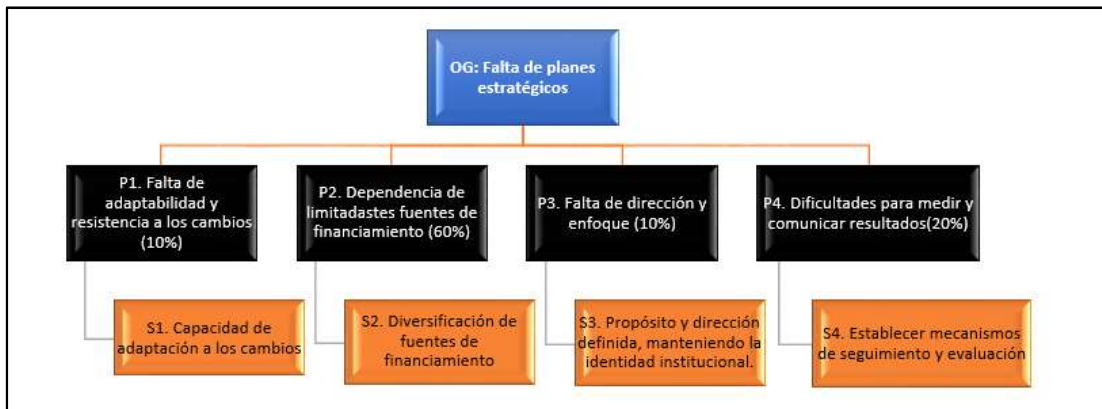 OG: Falta de planes
estratégicos
P1. Falta de
adaptabilidad y
resistencia a los cambios
(10%)
P2. Dependencia de
limitadastes fuentes de
financiamiento (60%)
P3. Falta de dirección y
enfoque (10%)
P4. Dificultades para medir y
comunicar resultados(20%)
S1. Capacidad de
adaptación a los cambios
S2. Diversificación de
fuentes de
financiamiento
S3. Propósito y dirección
definida, manteniendo la
identidad institucional.
S4. Establecer mecanismos
de seguimiento y evaluación